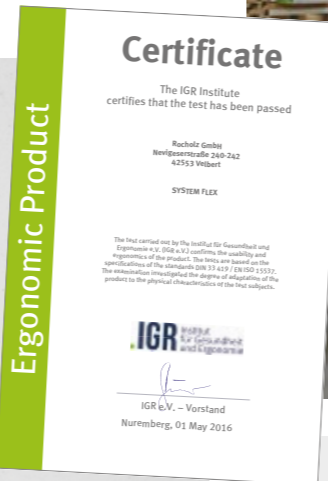 Certificate
The IGR Institute
certifies that the test has been passed
Rocholz GmbH
Nevigeserstraße 240-242
42553 Velbert
SYSTEM FLEX
The test carried out by the Institut für Gesundheit und
Ergonomie e.V. (IGR e.V.) confirms the usability and
ergonomics of the product. The tests are based on the
specifications of the standards DIN 33 419 / EN ISO 15537.
The examination investigated the degree of adaptation of the
product to the physical characteristics of the test subjects.
IGR Institut
für Gesundheit
und Ergonomie
IGR e.V. – Vorstand
Nuremberg, 01 May 2016
Ergonomic Product